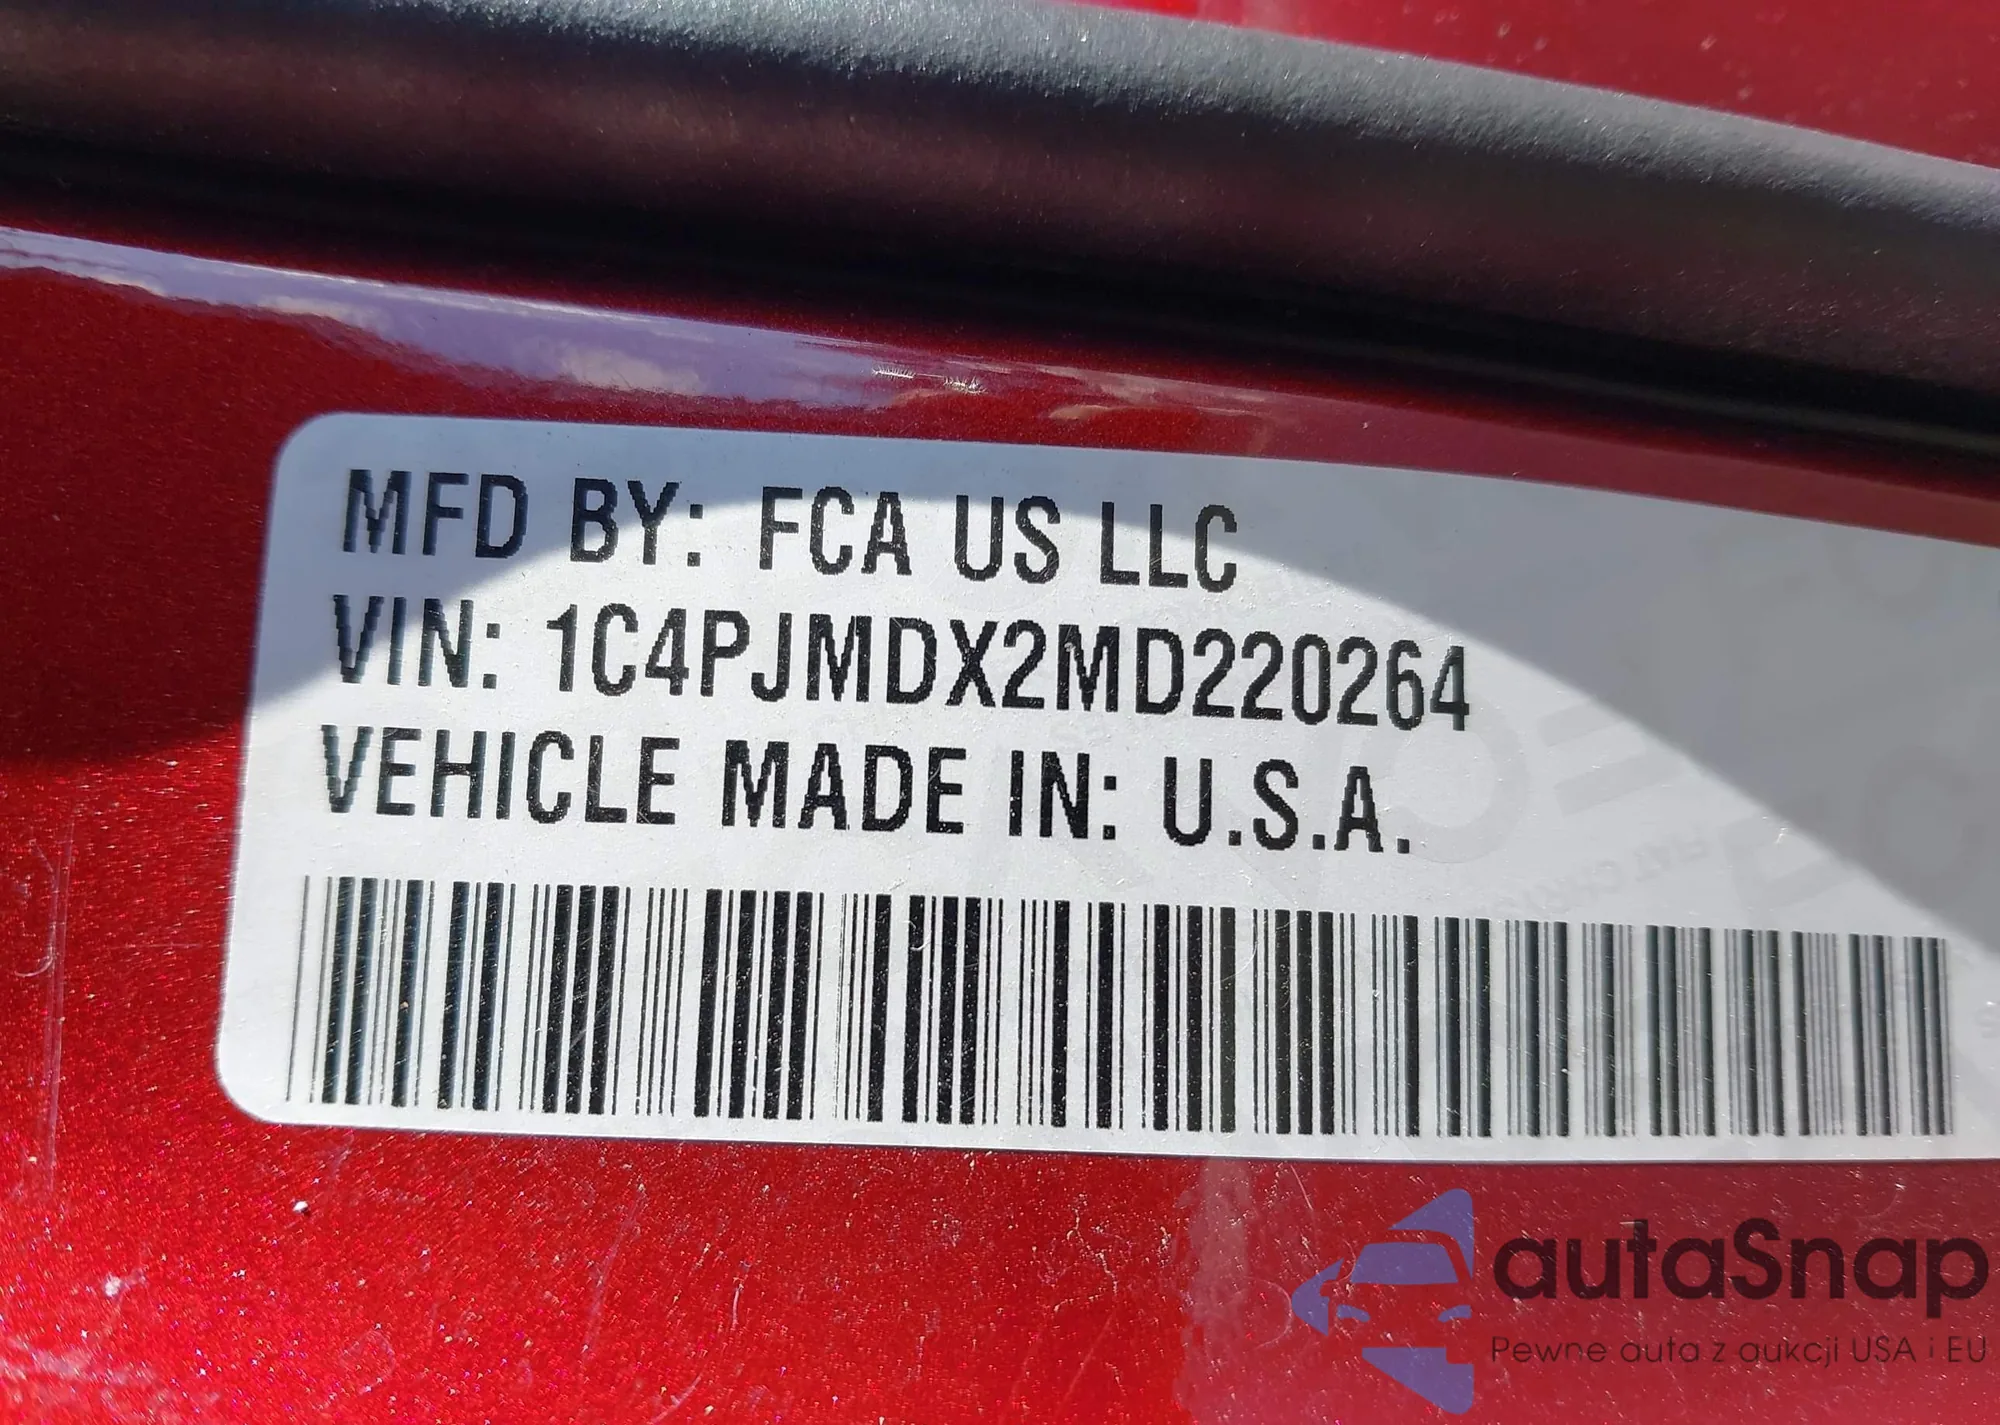 MFD BY: FCA US LLC
VIN: 1C4PJMDX2MD220264
VEHICLE MADE IN: U.S.A.
autaSnap
Pewne auta z aukcji USA i EU